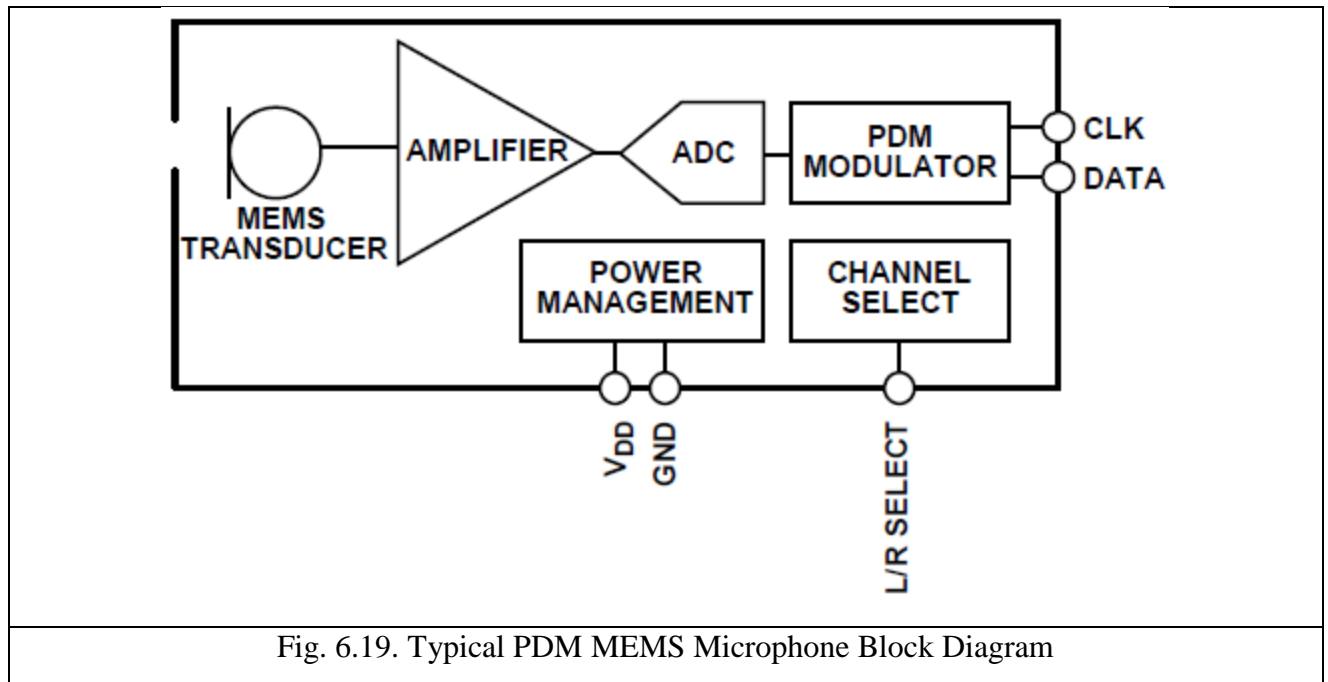 AMPLIFIER
ADC
PDM
MODULATOR
CLK
DATA
MEMS
TRANSDUCER
POWER
MANAGEMENT
CHANNEL
SELECT
VDD
GND
L/R SELECT
Fig. 6.19. Typical PDM MEMS Microphone Block Diagram